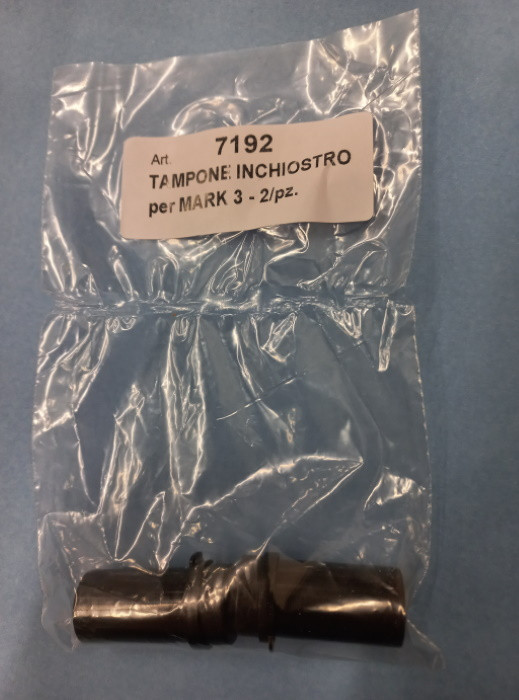 Art. 7192
TAMPONE INCHIOSTRO
per MARK 3 - 2/pz.